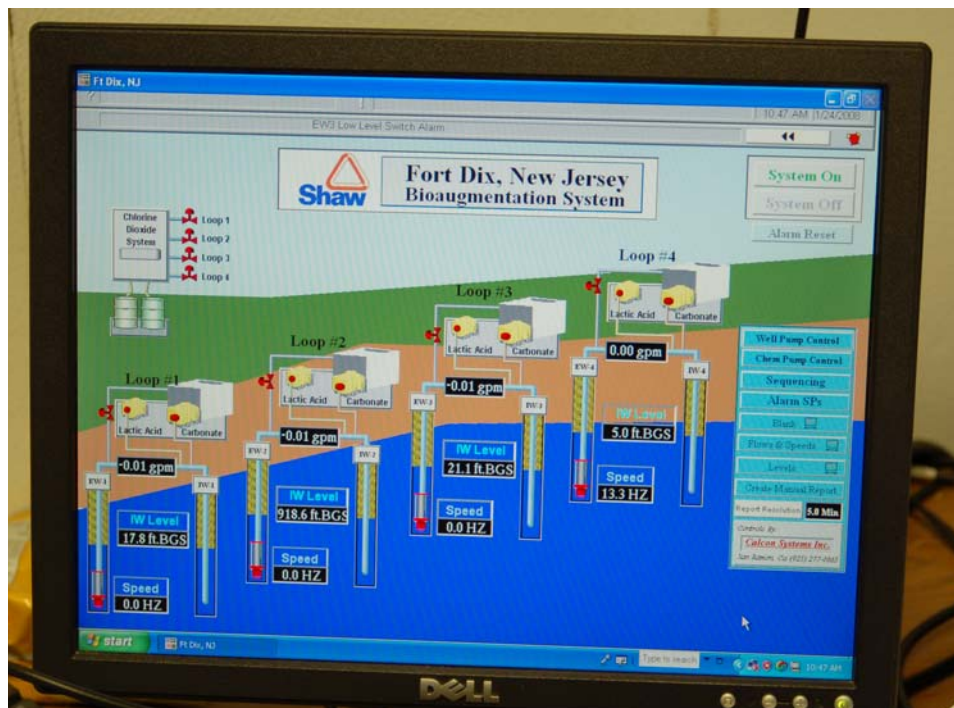 Ft Dix, NJ
10:47 AM 1/24/2008
EW3 Low Level Switch Alarm
Shaw
Fort Dix, New Jersey
Bioaugmentation System
System On
System Off
Alarm Reset
Chlorine
Dioxide
System
Loop 1
Loop 2
Loop 3
Loop 4
Loop #4
Lactic Acid
Carbonate
0.00 gpm
EW-4
IW-4
IW Level
5.0 ft.BGS
Speed
13.3 HZ
Loop #3
Lactic Acid
Carbonate
-0.01 gpm
EW-3
IW-3
IW Level
21.1 ft.BGS
Speed
0.0 HZ
Loop #2
Lactic Acid
Carbonate
-0.01 gpm
EW-2
IW-2
IW Level
918.6 ft.BGS
Speed
0.0 HZ
Loop #1
Lactic Acid
Carbonate
-0.01 gpm
EW-1
IW-1
IW Level
17.8 ft.BGS
Speed
0.0 HZ
Well Pump Control
Chem Pump Control
Sequencing
Alarm SPs
Flows & Speeds
Levels
Create Manual Report
Report Resolution 5.0 Min
Controls By
Calcon Systems Inc.
San Ramon, Ca (925)
start
Ft Dix, NJ
Type to search
10:47 AM
DELL